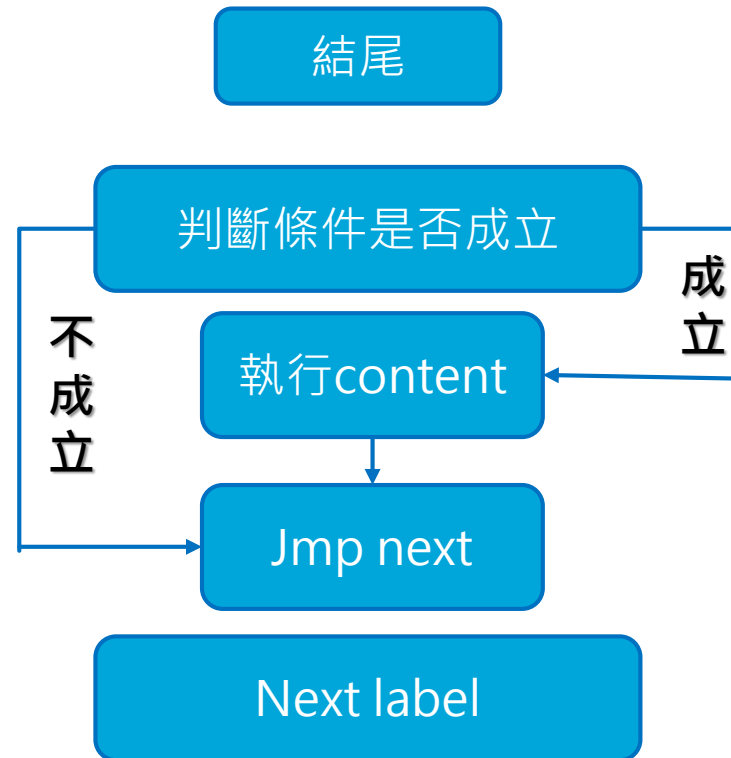 結尾
判斷條件是否成立
成立
不成立
執行content
Jmp next
Next label